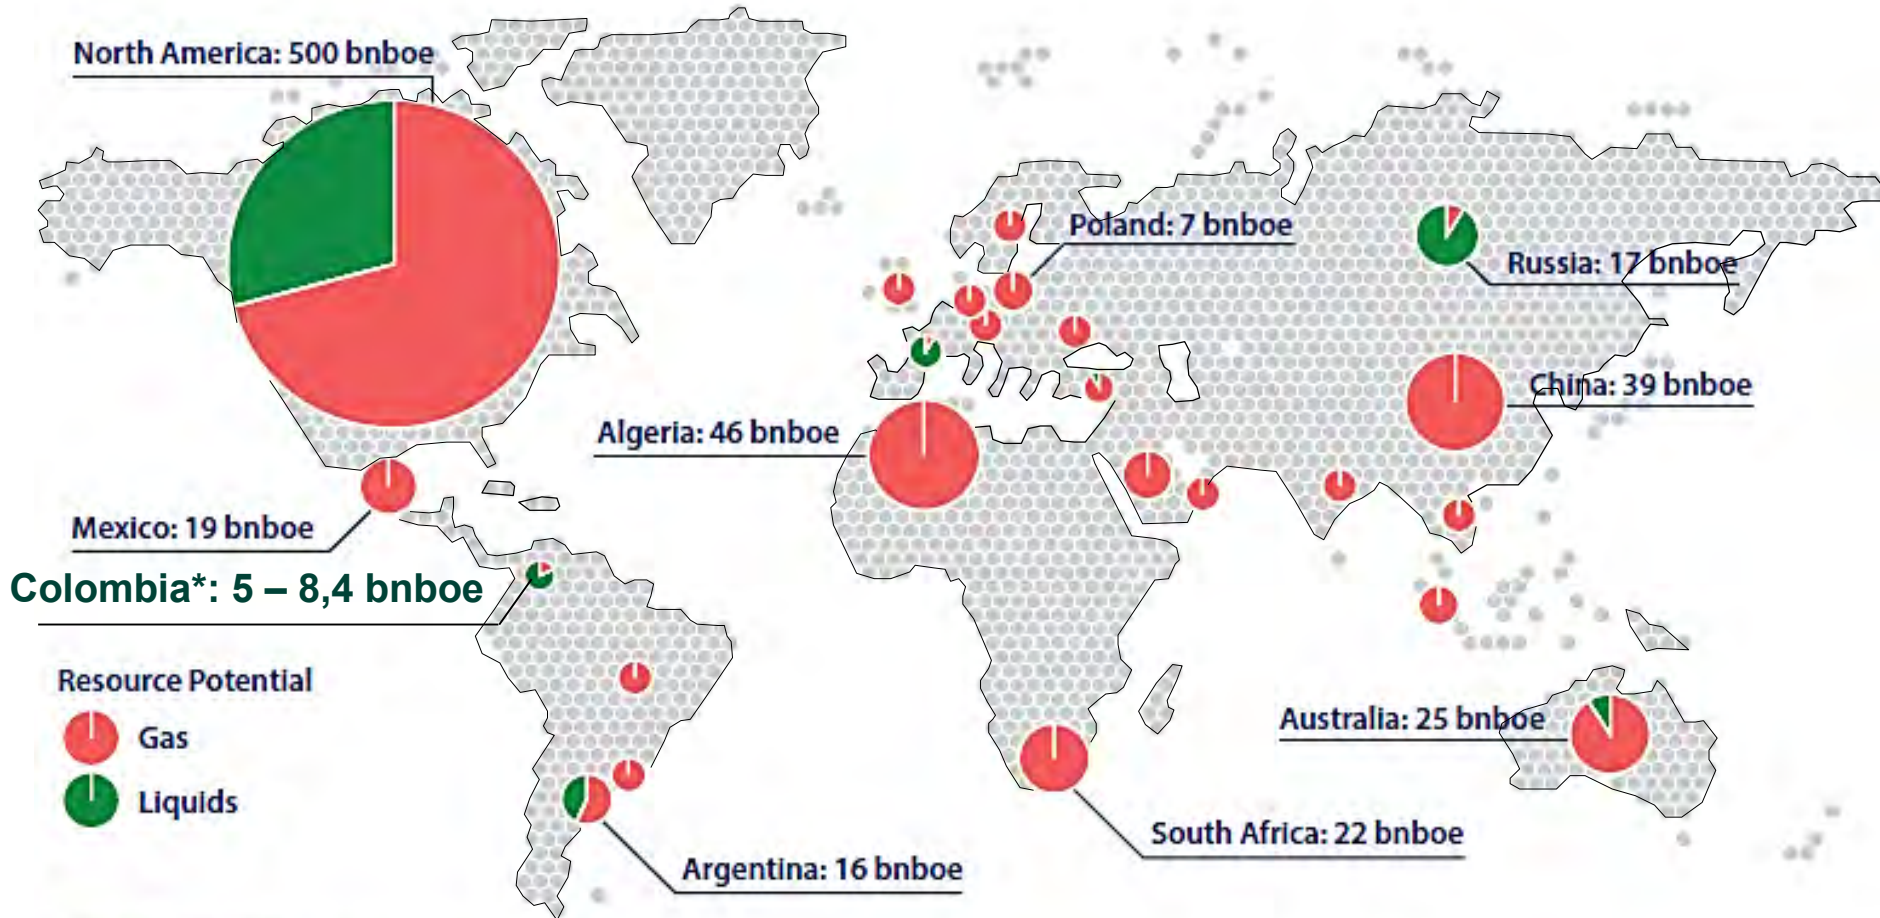 North America: 500 bnboe
Poland: 7 bnboe
Russia: 17 bnboe
China: 39 bnboe
Algeria: 46 bnboe
Mexico: 19 bnboe
Colombia*: 5 – 8,4 bnboe
Resource Potential
Gas
Liquids
Australia: 25 bnboe
South Africa: 22 bnboe
Argentina: 16 bnboe